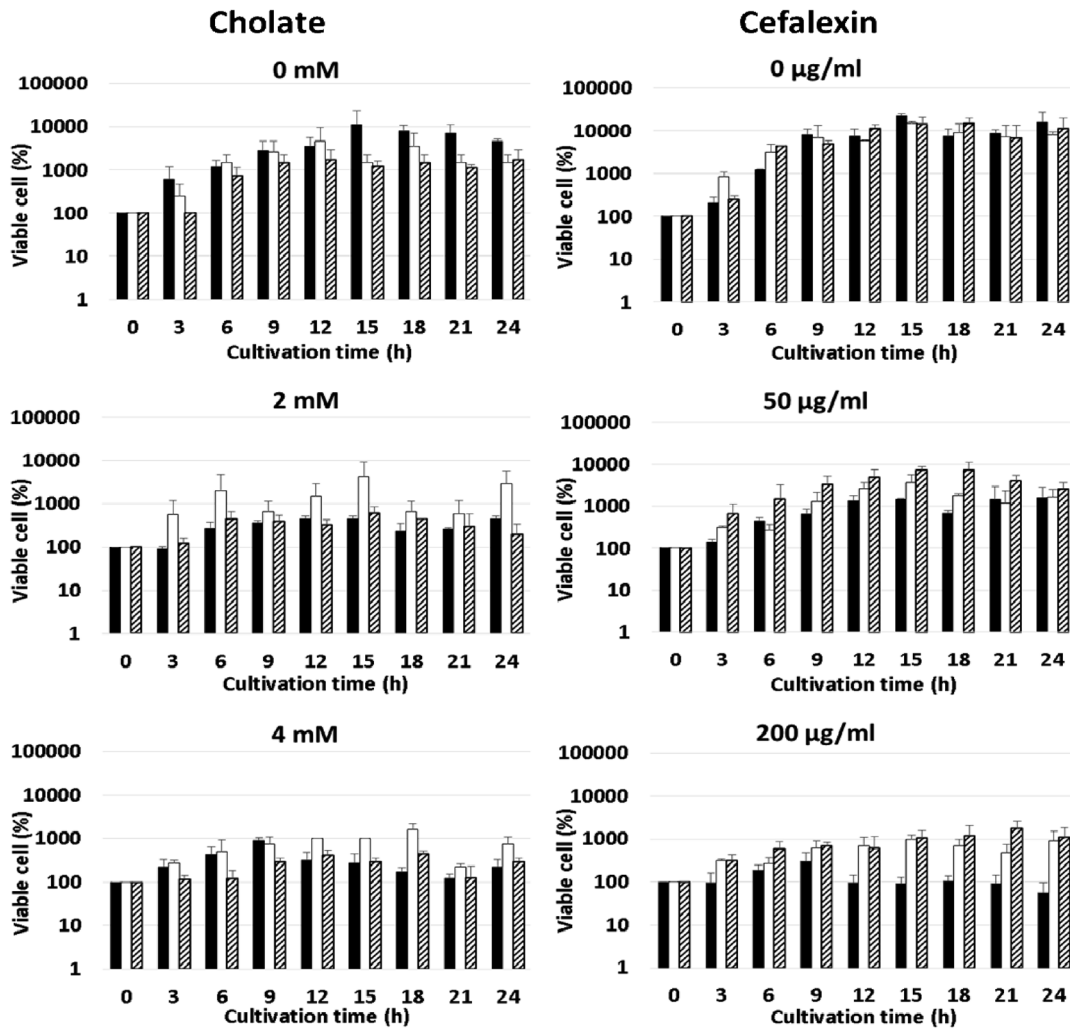 Cholate
0 mM
100000
10000
1000
100
10
1
Viable cell (%)
0 3 6 9 12 15 18 21 24
Cultivation time (h)
2 mM
100000
10000
1000
100
10
1
Viable cell (%)
0 3 6 9 12 15 18 21 24
Cultivation time (h)
4 mM
100000
10000
1000
100
10
1
Viable cell (%)
0 3 6 9 12 15 18 21 24
Cultivation time (h)
Cefalexin
0 µg/ml
100000
10000
1000
100
10
1
Viable cell (%)
0 3 6 9 12 15 18 21 24
Cultivation time (h)
50 µg/ml
100000
10000
1000
100
10
1
Viable cell (%)
0 3 6 9 12 15 18 21 24
Cultivation time (h)
200 µg/ml
100000
10000
1000
100
10
1
Viable cell (%)
0 3 6 9 12 15 18 21 24
Cultivation time (h)